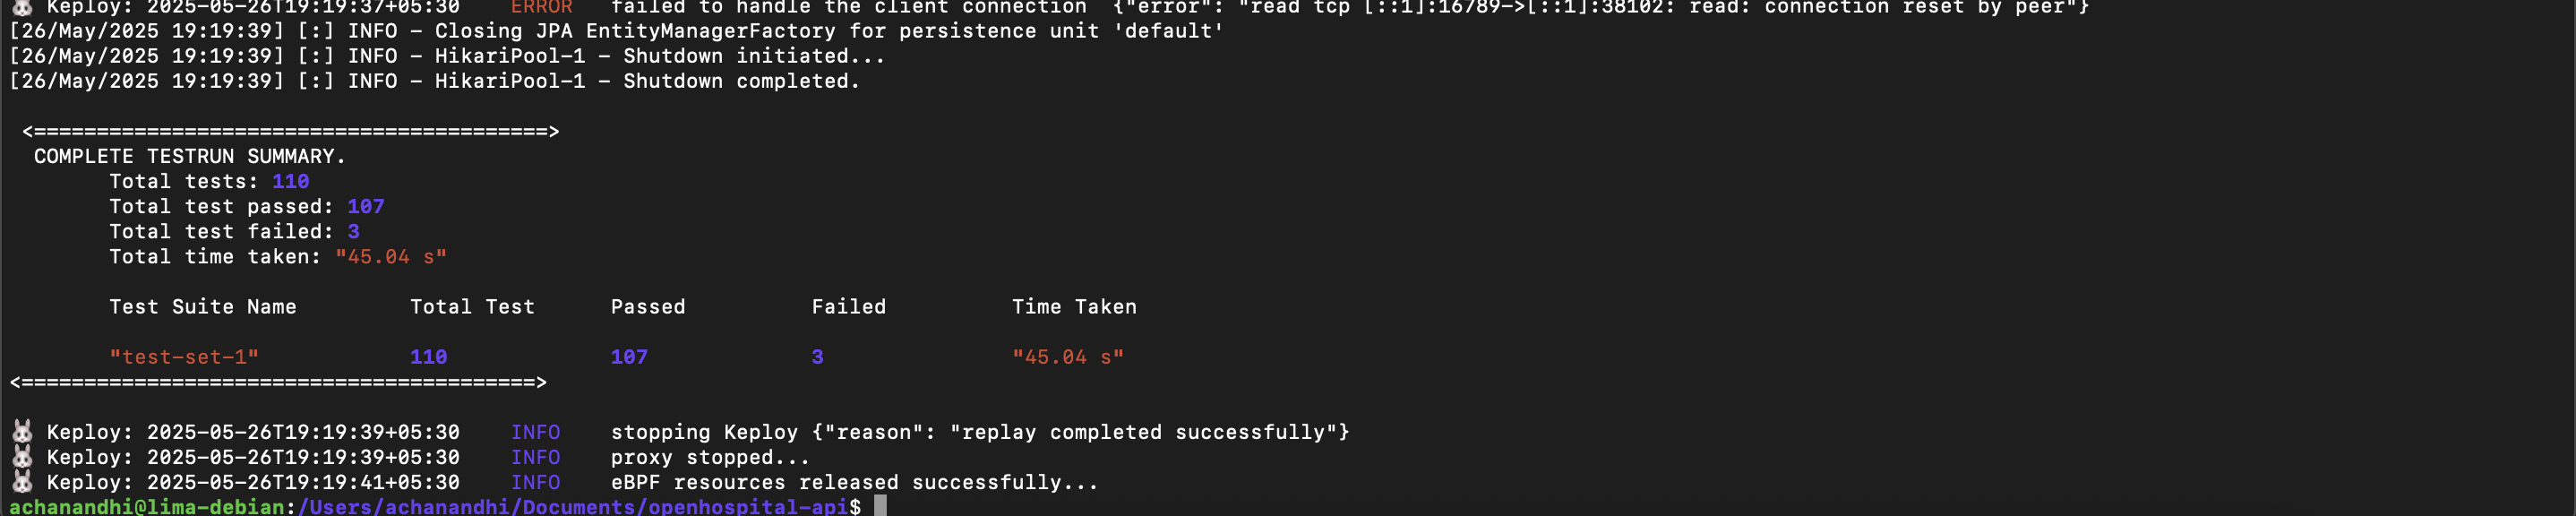 Keploy: 2025-05-26T19:19:37+05:30 ERROR failed to handle the client connection {"error": "read tcp [::1]:16789->[::1]:38102: read: connection reset by peer"}
[26/May/2025 19:19:39] [:] INFO - Closing JPA EntityManagerFactory for persistence unit 'default'
[26/May/2025 19:19:39] [:] INFO - HikariPool-1 - Shutdown initiated...
[26/May/2025 19:19:39] [:] INFO - HikariPool-1 - Shutdown completed.
<=========================================>
COMPLETE TESTRUN SUMMARY.
Total tests: 110
Total test passed: 107
Total test failed: 3
Total time taken: "45.04 s"
Test Suite Name Total Test Passed Failed Time Taken
"test-set-1" 110 107 3 "45.04 s"
<=========================================>
Keploy: 2025-05-26T19:19:39+05:30 INFO stopping Keploy {"reason": "replay completed successfully"}
Keploy: 2025-05-26T19:19:39+05:30 INFO proxy stopped...
Keploy: 2025-05-26T19:19:41+05:30 INFO eBPF resources released successfully...
achanandhi@lima-debian:/Users/achanandhi/Documents/openhospital-api$